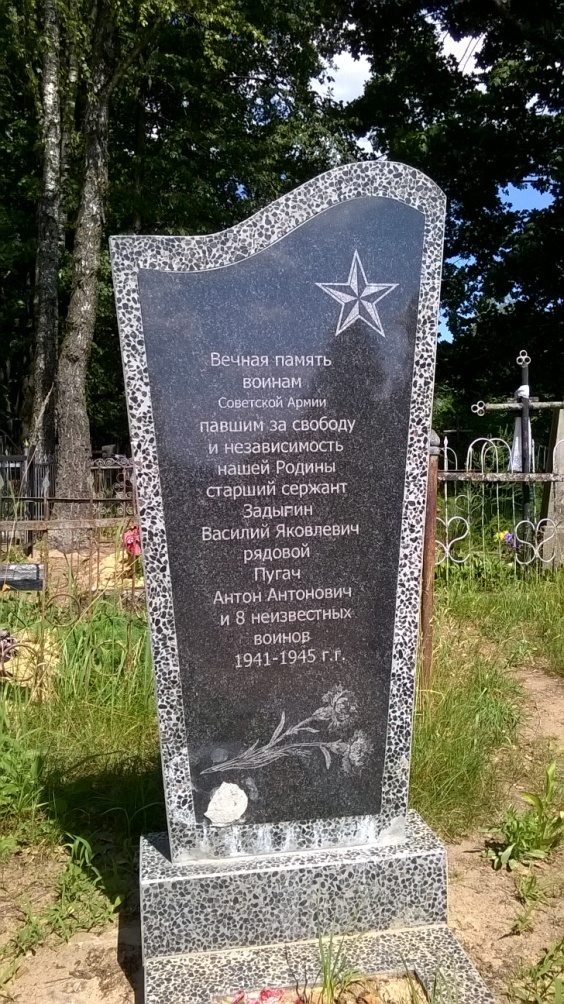 Вечная память
воинам
Советской Армии
павшим за свободу
и независимость
нашей Родины
старший сержант
Задыгин
Василий Яковлевич
рядовой
Пугач
Антон Антонович
и 8 неизвестных
воинов
1941-1945 г.г.